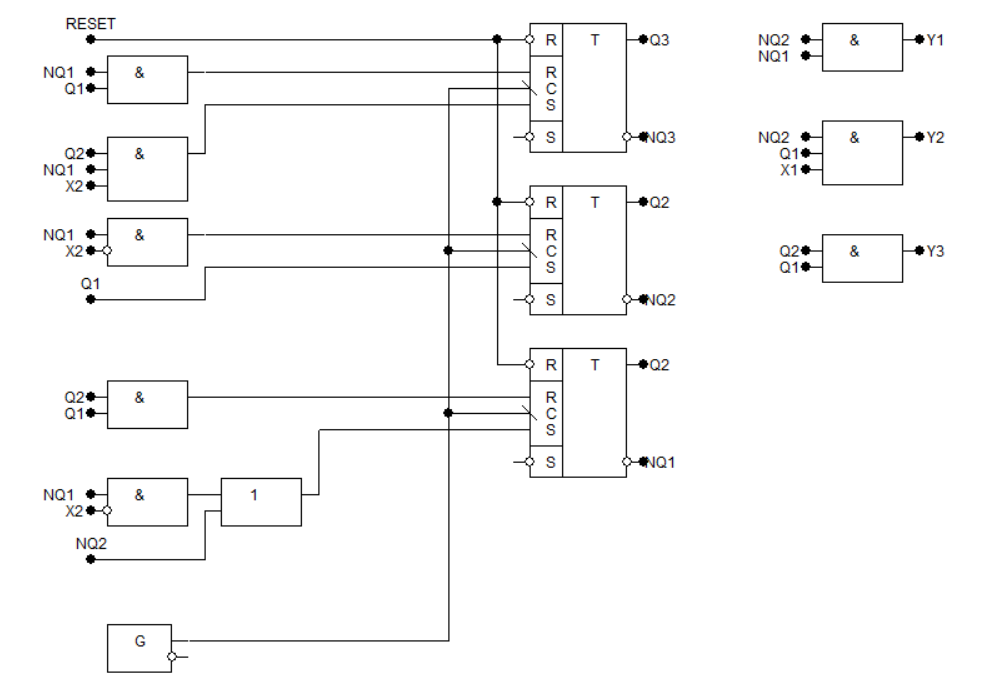 RESET
R T Q3
NQ1 & R
Q1 C
S
Q2 & S NQ3
NQ1
X2
R T Q2
NQ1 & R
X2 C
S
Q1
S NQ2
R T Q2
Q2 & R
Q1 C
S
S NQ1
NQ1 & 1
X2
NQ2
G
NQ2 & Y1
NQ1
NQ2 & Y2
Q1
X1
Q2 & Y3
Q1